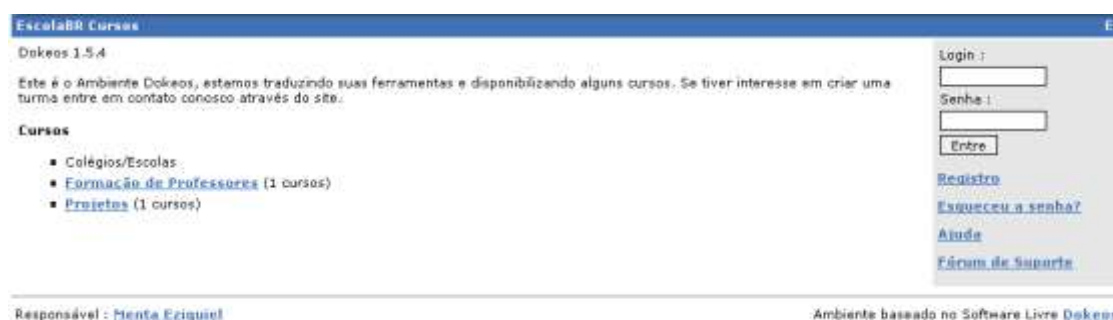 EscolaBR Cursos E
Dokeos 1.5.4
Este é o Ambiente Dokeos, estamos traduzindo suas ferramentas e disponibilizando alguns cursos. Se tiver interesse em criar uma
turma entre em contato conosco através do site.
Cursos
Colégios/Escolas
Formação de Professores (1 cursos)
Projetos (1 cursos)
Login :
Senha :
Entre
Registro
Esqueceu a senha?
Ajuda
Fórum de Suporte
Responsável : Menta Eziquiel
Ambiente baseado no Software Livre Dokeos